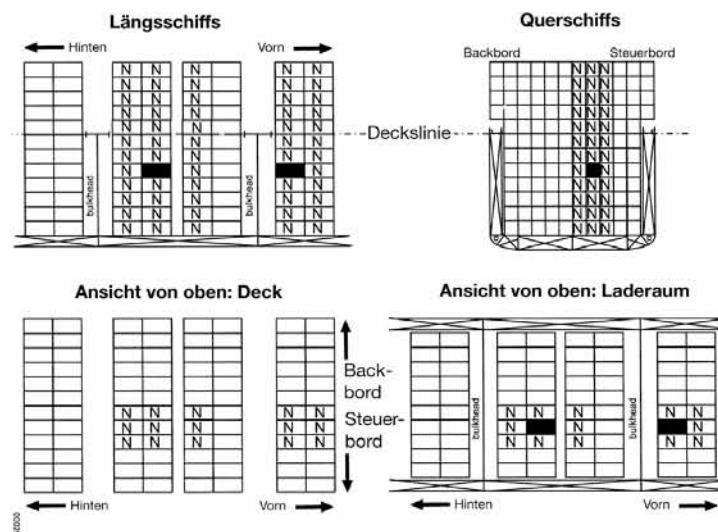 Längsschiffs
Hinten
Vorn
N N N N N
N N N N N
N N N N N
N N N N N
N N N N N
N N N N N
N N N N N
N N N
N N N N N
N N N N N
N N N N N
N N N N N
bulkhead
bulkhead
Deckslinie
Querschiffs
Backbord
Steuerbord
N N N
N N N
N N N
N N N
N N N
N N N
N N N
N N
N N N
N N N
N N N
N N N
Ansicht von oben: Deck
N N N N N
N N N N N
N N N N N
Back-
bord
Steuer-
bord
Hinten
Vorn
Ansicht von oben: Laderaum
bulkhead
bulkhead
N N N N N
N N N
N N N N N
Hinten
Vorn